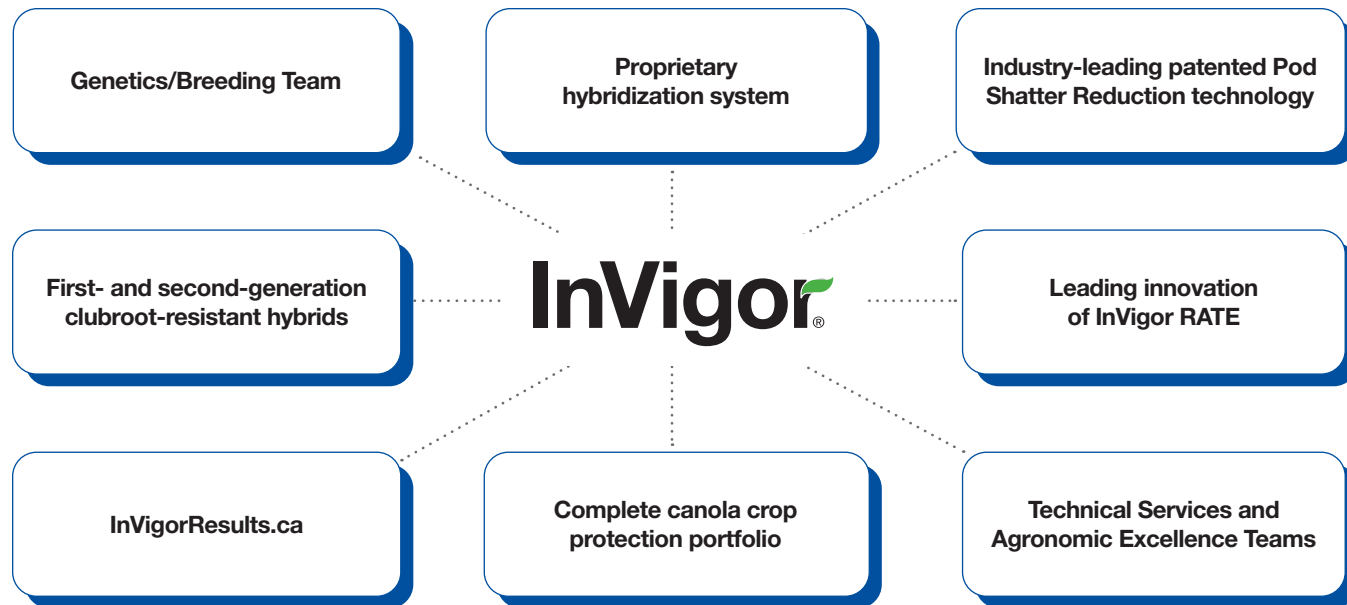 Genetics/Breeding Team
Proprietary
hybridization system
Industry-leading patented Pod
Shatter Reduction technology
First- and second-generation
clubroot-resistant hybrids
InVigor®
Leading innovation
of InVigor RATE
InVigorResults.ca
Complete canola crop
protection portfolio
Technical Services and
Agronomic Excellence Teams